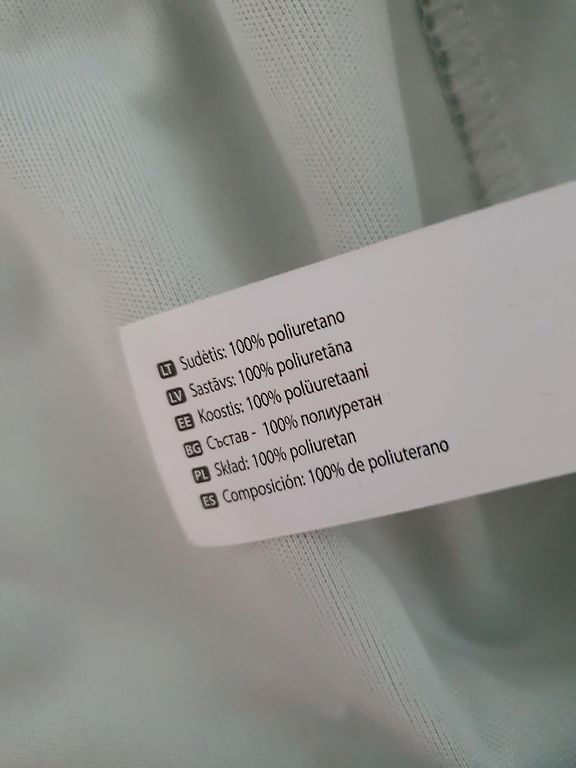 LT Sudėtis: 100% poliuretano
LV Sastāvs: 100% poliuretāna
EE Koostis: 100% polüuretaani
BG Състав - 100% полиуретан
PL Skład: 100% poliuretan
ES Composición: 100% de poliuterano